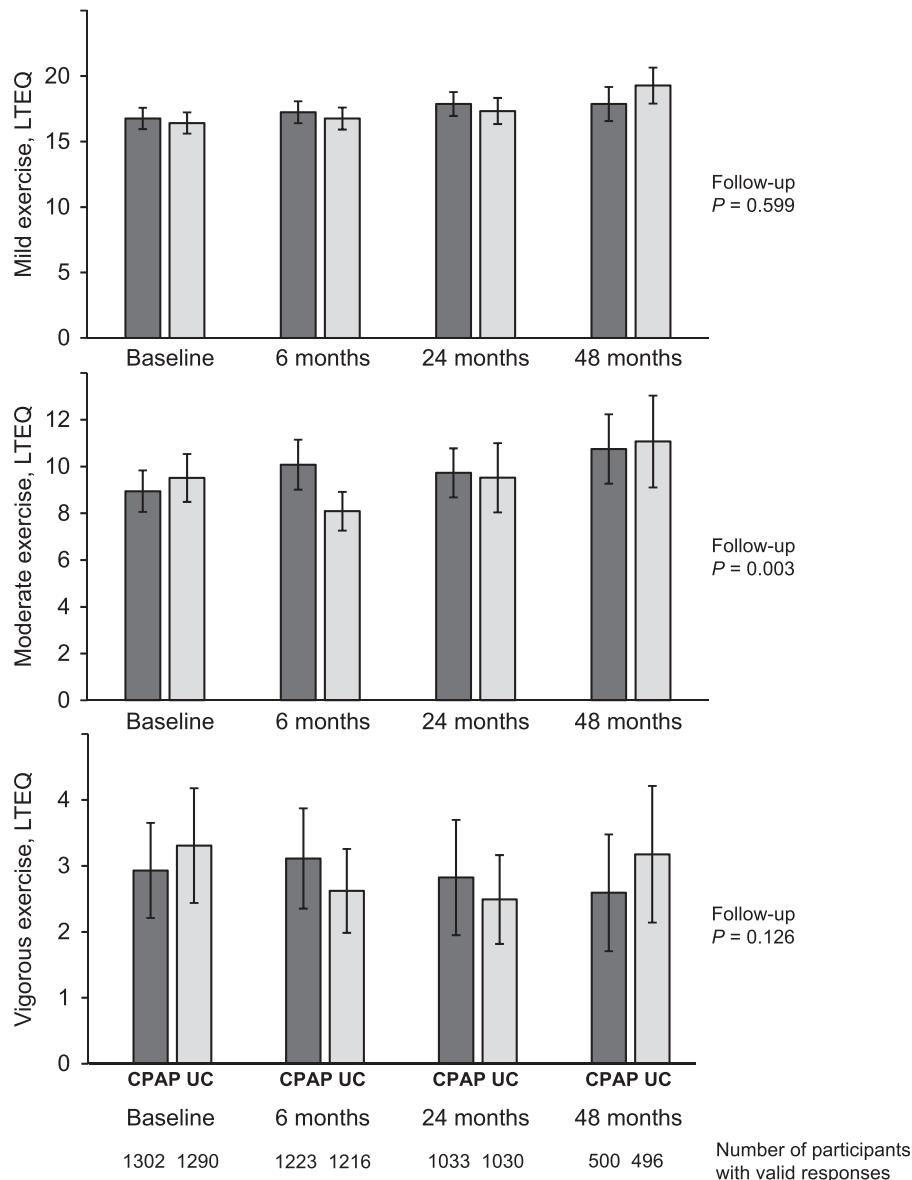 Mild exercise, LTEQ
20
15
10
5
0
Baseline 6 months 24 months 48 months
Follow-up
P = 0.599
Moderate exercise, LTEQ
12
10
8
6
4
2
0
Baseline 6 months 24 months 48 months
Follow-up
P = 0.003
Vigorous exercise, LTEQ
4
3
2
1
0
Follow-up
P = 0.126
CPAP UC CPAP UC CPAP UC CPAP UC
Baseline 6 months 24 months 48 months
1302 1290 1223 1216 1033 1030 500 496
Number of participants
with valid responses